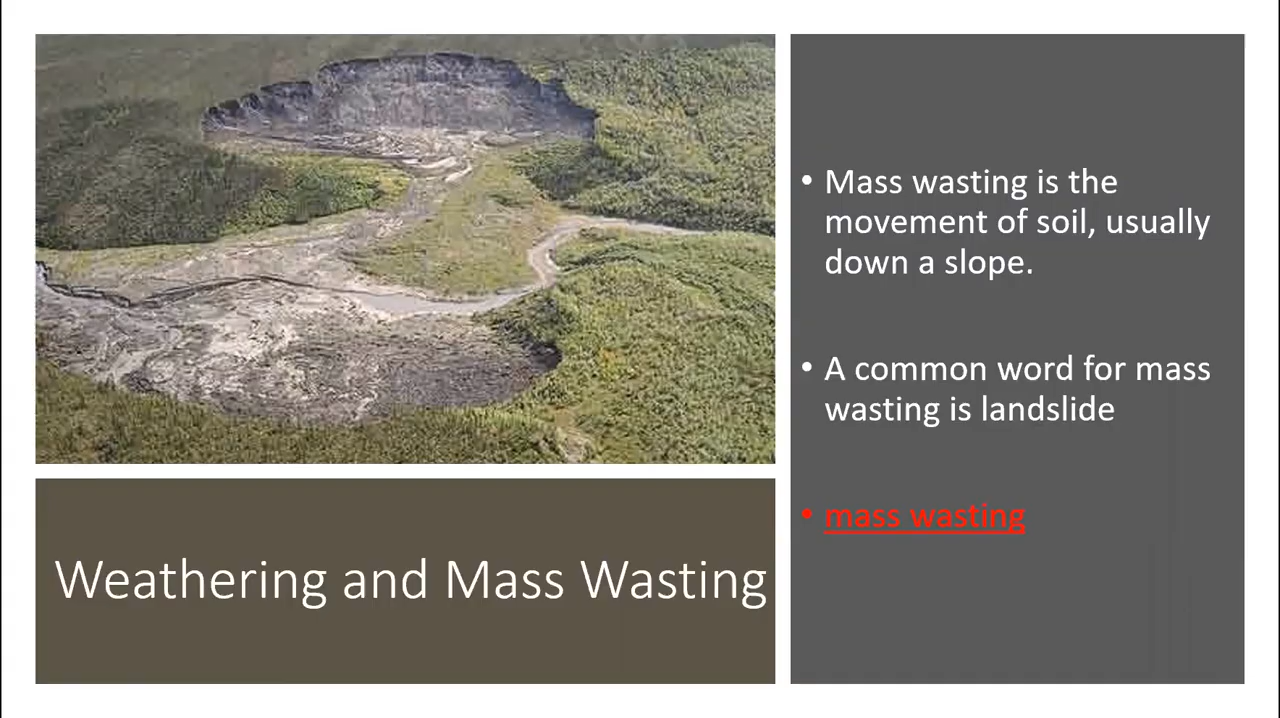 Weathering and Mass Wasting
• Mass wasting is the
movement of soil, usually
down a slope.
• A common word for mass
wasting is landslide
• mass wasting